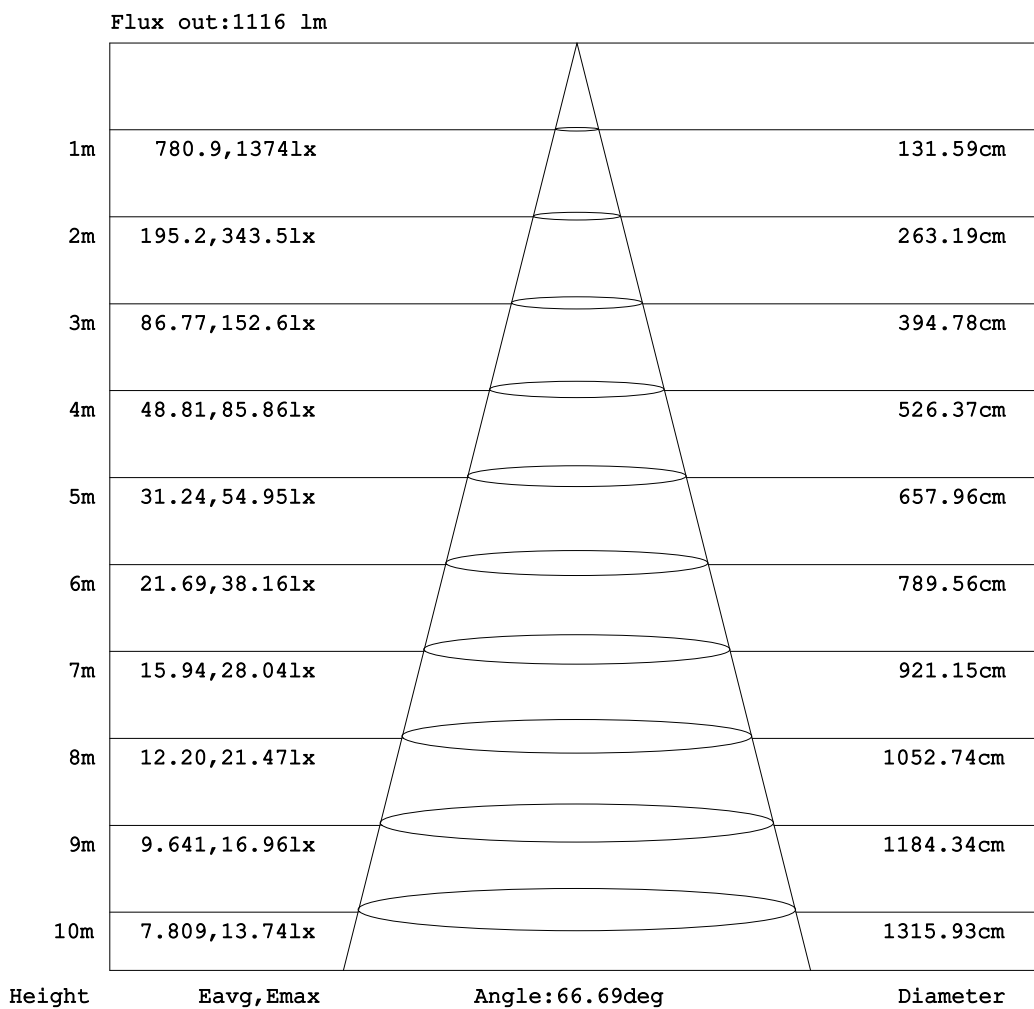 Flux out:1116 lm
1m 780.9,1374lx 131.59cm
2m 195.2,343.5lx 263.19cm
3m 86.77,152.6lx 394.78cm
4m 48.81,85.86lx 526.37cm
5m 31.24,54.95lx 657.96cm
6m 21.69,38.16lx 789.56cm
7m 15.94,28.04lx 921.15cm
8m 12.20,21.47lx 1052.74cm
9m 9.641,16.96lx 1184.34cm
10m 7.809,13.74lx 1315.93cm
Height Eavg,Emax Angle:66.69deg Diameter